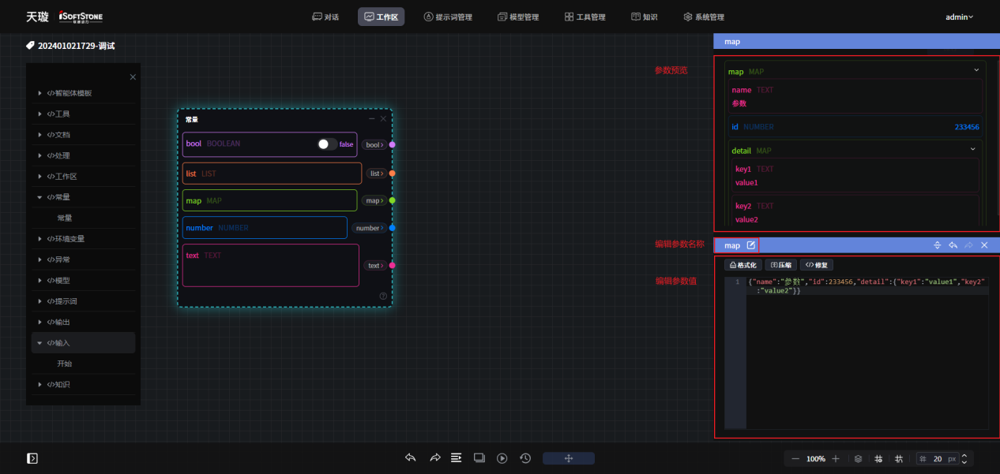 天璇 iSoftStone 软通动力 对话 工作区 提示词管理 模型管理 工具管理 知识 系统管理 admin
202401021729-调试
</>智能体模板
</>工具
</>文档
</>处理
</>工作区
</>常量
常量
</>环境变量
</>异常
</>模型
</>提示词
</>输出
</>输入
开始
</>知识
常量
bool BOOLEAN false bool
list LIST list
map MAP map
number NUMBER number
text TEXT text
参数预览
编辑参数名称
编辑参数值
map
map MAP
name TEXT
参数
id NUMBER 233456
detail MAP
key1 TEXT
value1
key2 TEXT
value2
map
格式化 压缩 </>修复
1 {"name":"参数","id":233456,"detail":{"key1":"value1","key2"
:"value2"}}
100% 20 px